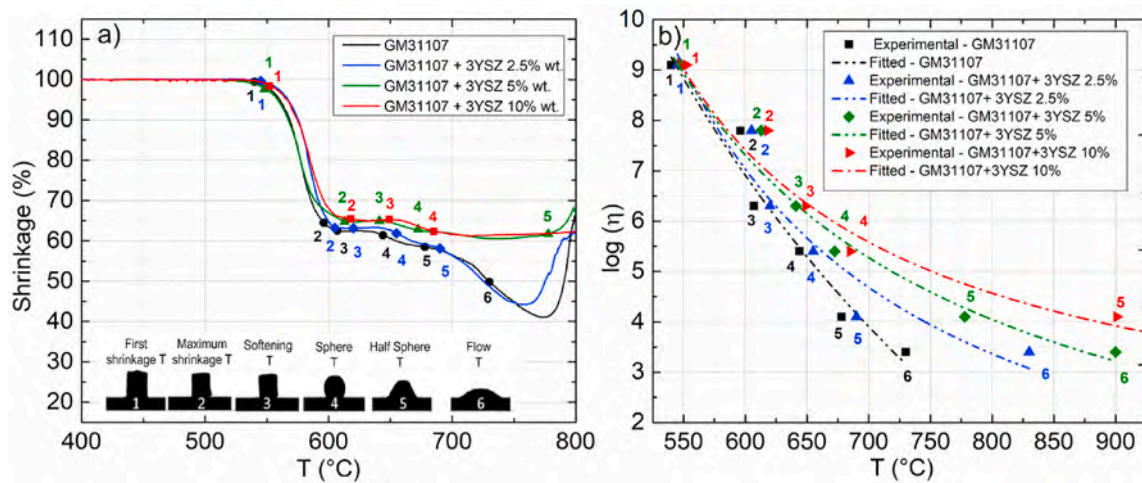 a)
GM31107
GM31107 + 3YSZ 2.5% wt.
GM31107 + 3YSZ 5% wt.
GM31107 + 3YSZ 10% wt.
Shrinkage (%)
110
100
90
80
70
60
50
40
30
20
1
1
1
1
2
2
2
2
3
3
3
3
4
4
4
4
5
5
5
6
First
shrinkage T
Maximum
shrinkage T
Softening
T
Sphere
T
Half Sphere
T
Flow
T
1
2
3
4
5
6
400
500
600
700
800
T (°C)
b)
Experimental - GM31107
Fitted - GM31107
Experimental - GM31107+ 3YSZ 2.5%
Fitted - GM31107+ 3YSZ 2.5%
Experimental - GM31107+ 3YSZ 5%
Fitted - GM31107+ 3YSZ 5%
Experimental - GM31107+3YSZ 10%
Fitted - GM31107+3YSZ 10%
log (η)
10
9
8
7
6
5
4
3
2
1
1
1
1
2
2
2
2
3
3
3
3
4
4
4
4
5
5
5
5
6
6
6
550
600
650
700
750
800
850
900
T (°C)